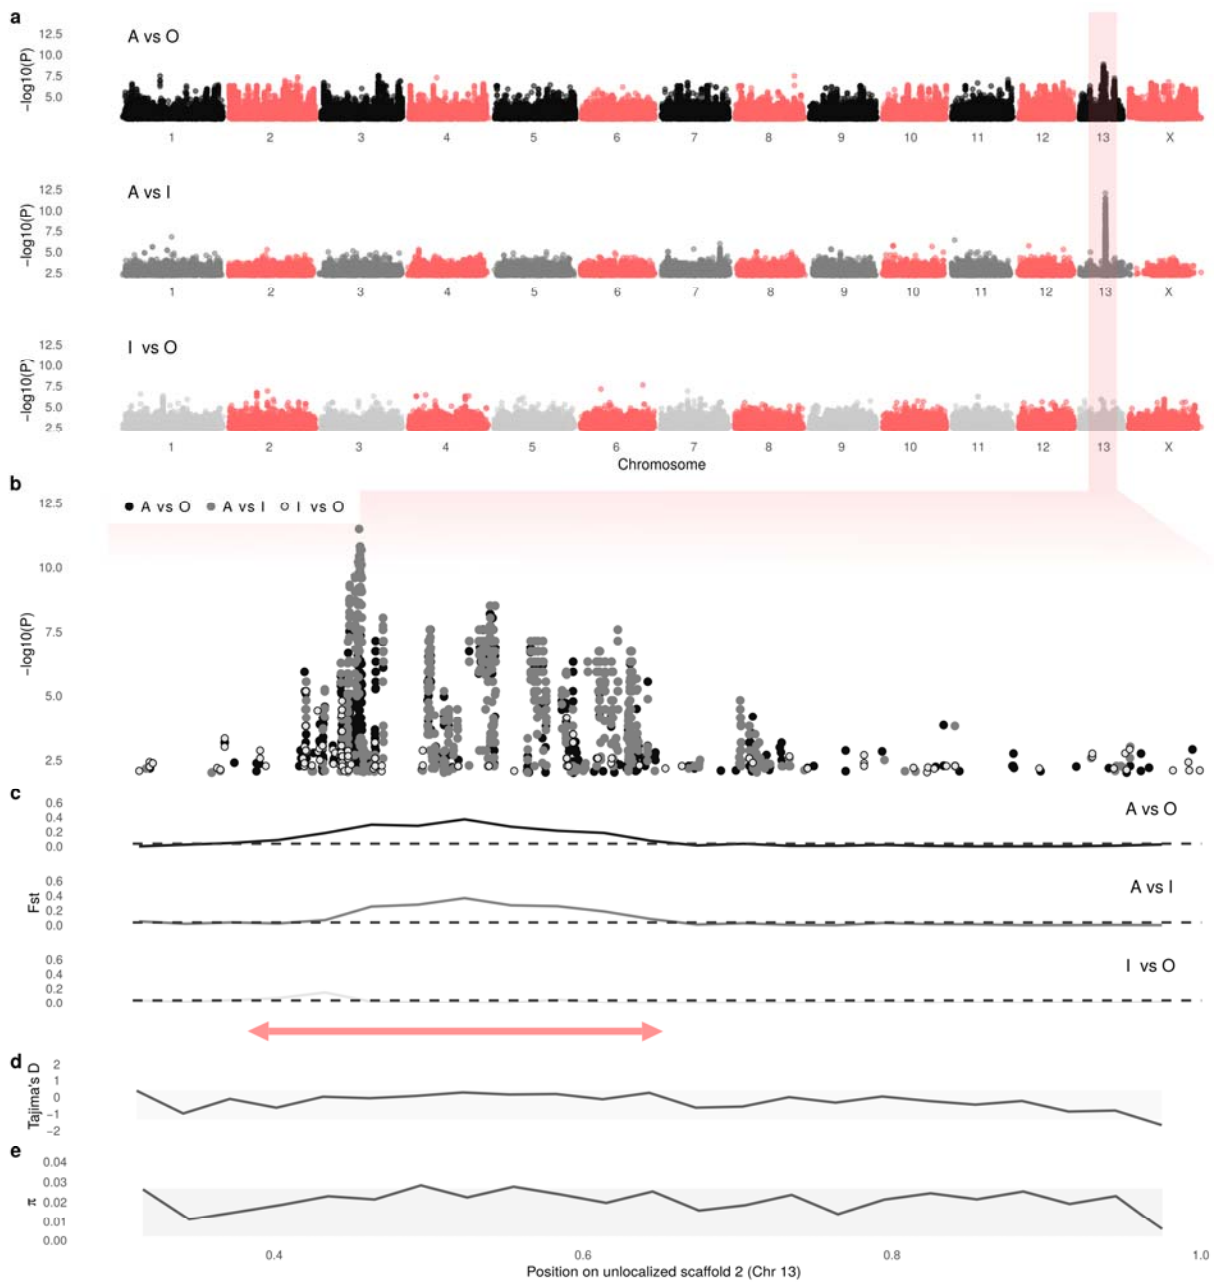 a
A vs O
12.5
10.0
7.5
5.0
−log10(P)
1 2 3 4 5 6 7 8 9 10 11 12 13 X
A vs I
12.5
10.0
7.5
5.0
2.5
−log10(P)
1 2 3 4 5 6 7 8 9 10 11 12 13 X
I vs O
12.5
10.0
7.5
5.0
2.5
−log10(P)
1 2 3 4 5 6 7 8 9 10 11 12 13 X
Chromosome
b
A vs O A vs I I vs O
12.5
10.0
7.5
5.0
2.5
−log10(P)
c
0.6
0.4
0.2
0.0
A vs O
0.6
0.4
0.2
0.0
Fst
A vs I
0.6
0.4
0.2
0.0
I vs O
d
2
1
0
−1
−2
Tajima's D
e
0.04
0.03
0.02
0.01
0.00
π
0.4 0.6 0.8 1.0
Position on unlocalized scaffold 2 (Chr 13)